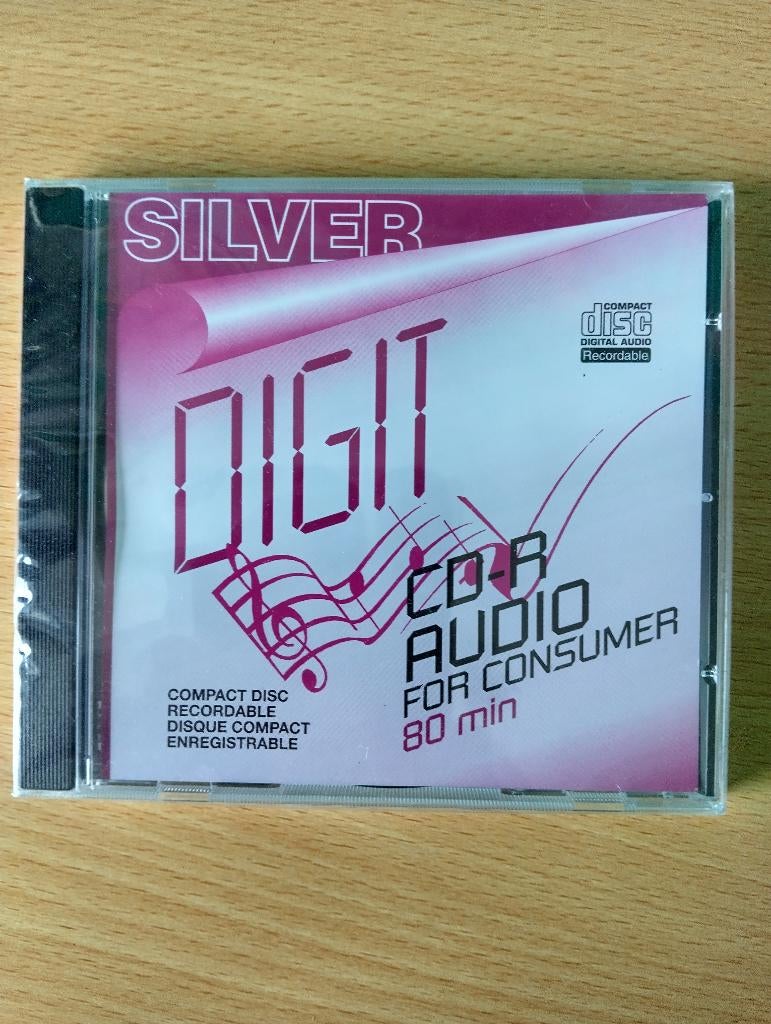 SILVER
DIGIT
COMPACT
disc
DIGITAL AUDIO
Recordable
CD-R
AUDIO
FOR CONSUMER
80 min
COMPACT DISC
RECORDABLE
DISQUE COMPACT
ENREGISTRABLE